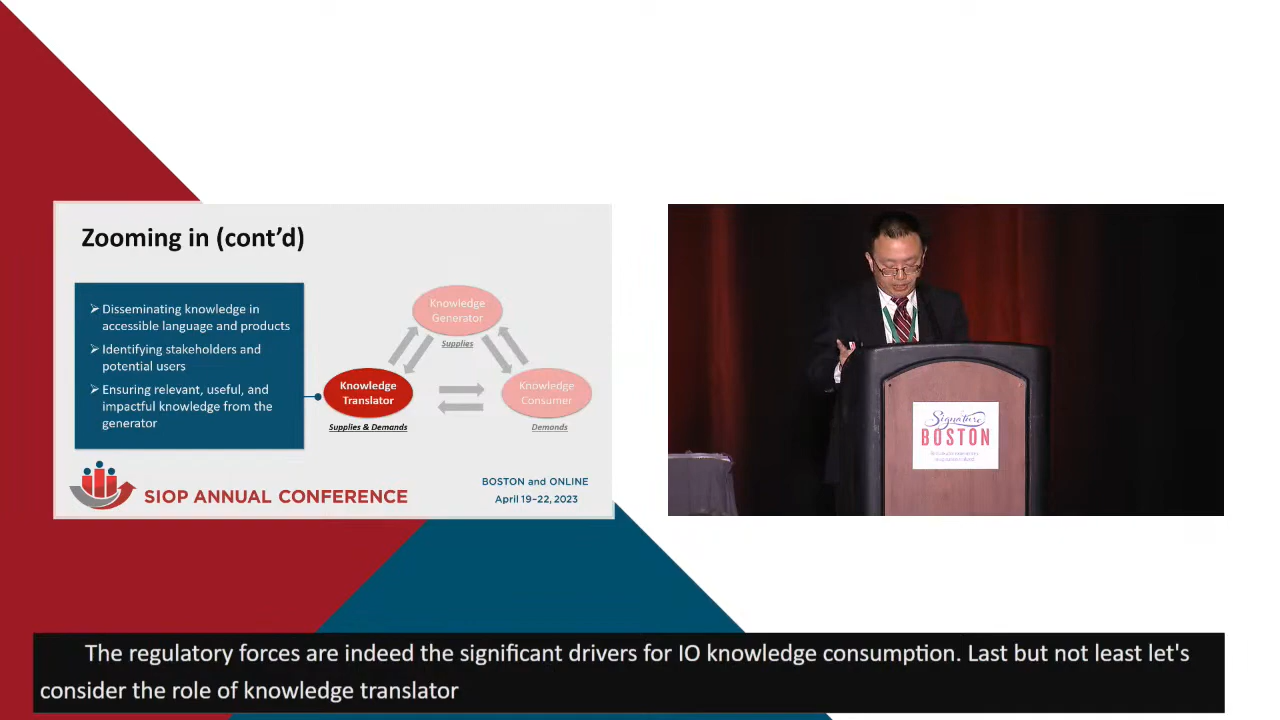 Zooming in (cont'd)
➢ Disseminating knowledge in
accessible language and products
➢ Identifying stakeholders and
potential users
➢ Ensuring relevant, useful, and
impactful knowledge from the
generator
Knowledge
Generator
Supplies
Knowledge
Translator
Supplies & Demands
Knowledge
Consumer
Demands
SIOP ANNUAL CONFERENCE
BOSTON and ONLINE
April 19–22, 2023
Signature
BOSTON
The regulatory forces are indeed the significant drivers for IO knowledge consumption. Last but not least let's
consider the role of knowledge translator